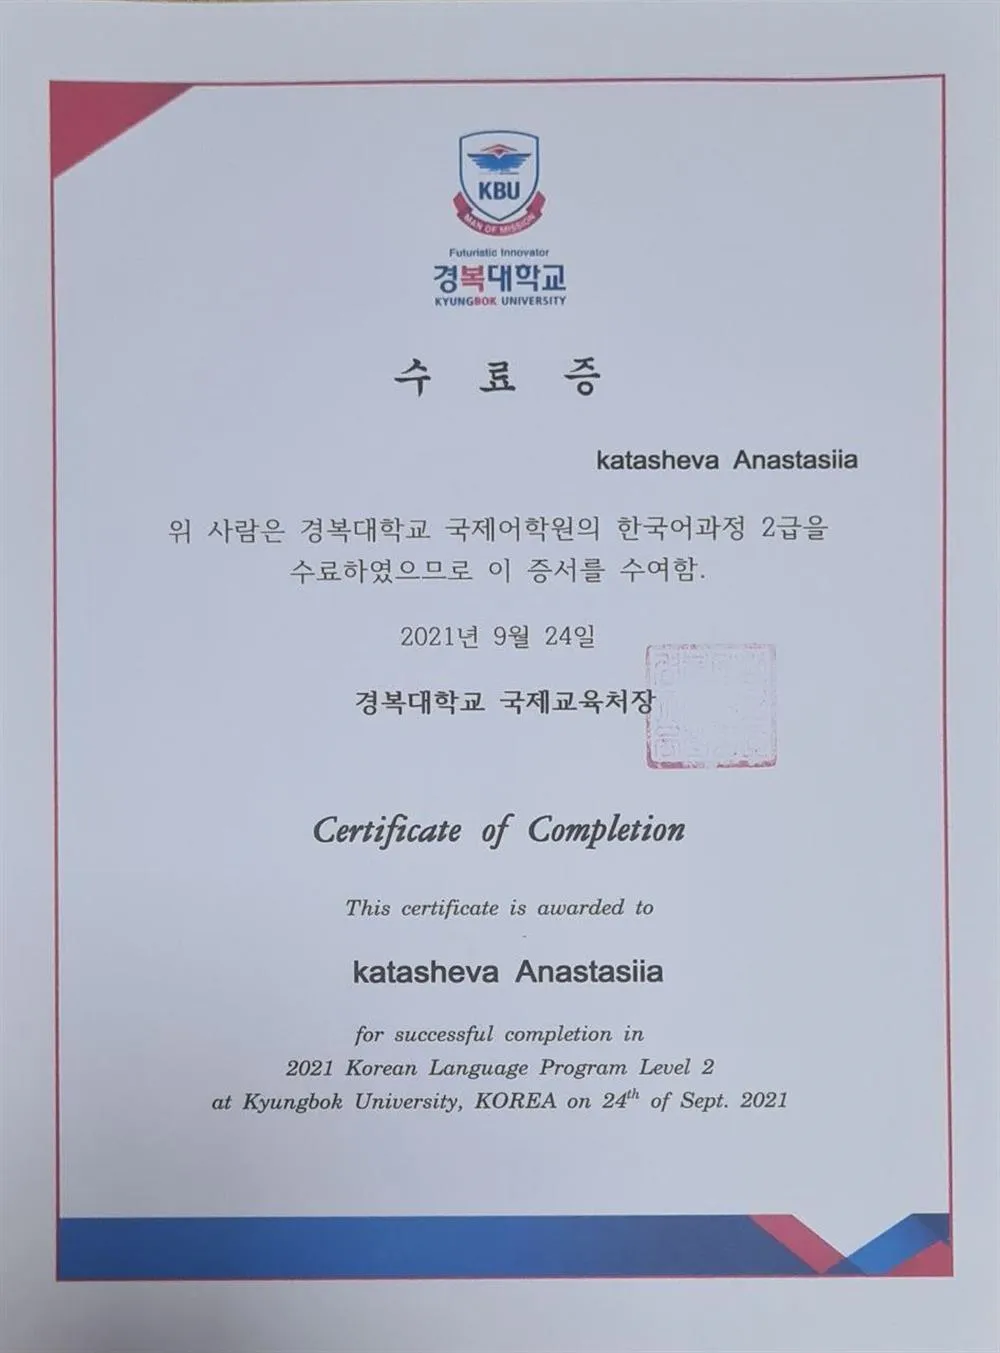 KBU
MAN OF MISSION
Futuristic Innovator
경복대학교
KYUNGBOK UNIVERSITY
수 료 증
katasheva Anastasiia
위 사람은 경복대학교 국제어학원의 한국어과정 2급을
수료하였으므로 이 증서를 수여함.
2021년 9월 24일
경복대학교 국제교육처장
Certificate of Completion
This certificate is awarded to
katasheva Anastasiia
for successful completion in
2021 Korean Language Program Level 2
at Kyungbok University, KOREA on 24th of Sept. 2021